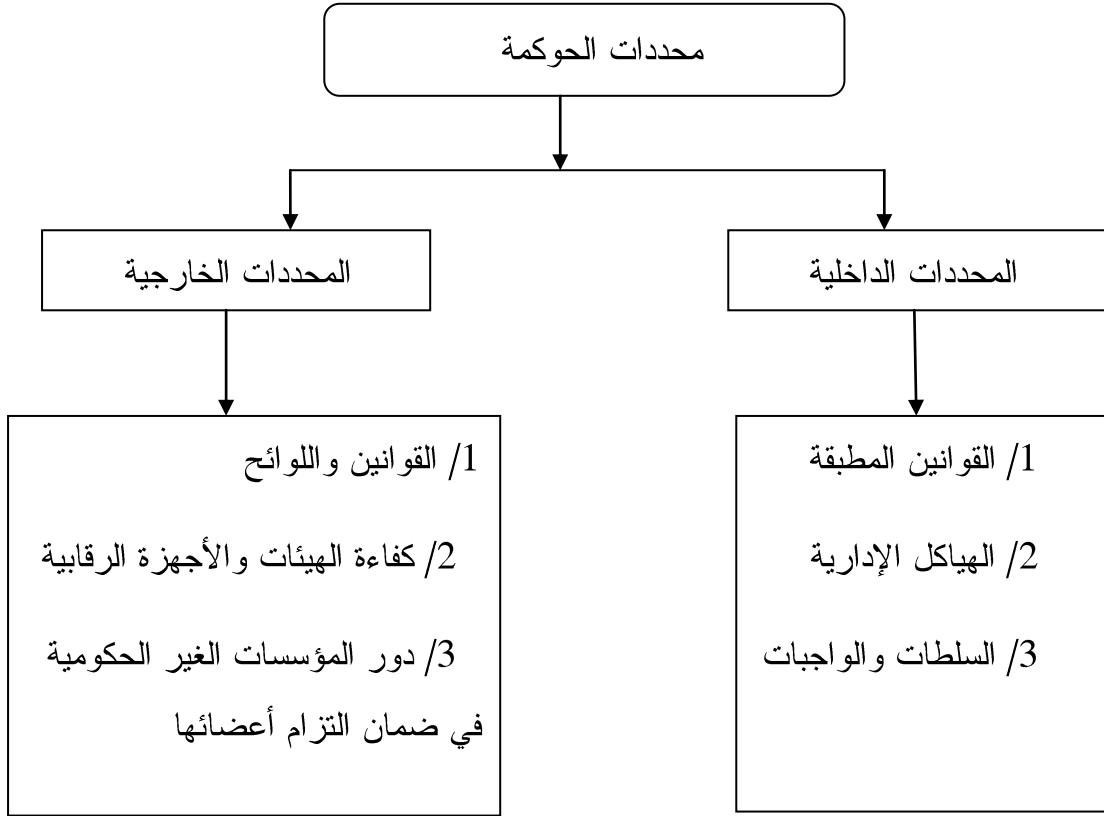 محددات الحوكمة
المحددات الداخلية
المحددات الخارجية
1/ القوانين المطبقة
2/ الهياكل الإدارية
3/ السلطات والواجبات
1/ القوانين واللوائح
2/ كفاءة الهيئات والأجهزة الرقابية
3/ دور المؤسسات الغير الحكومية
في ضمان التزام أعضائها